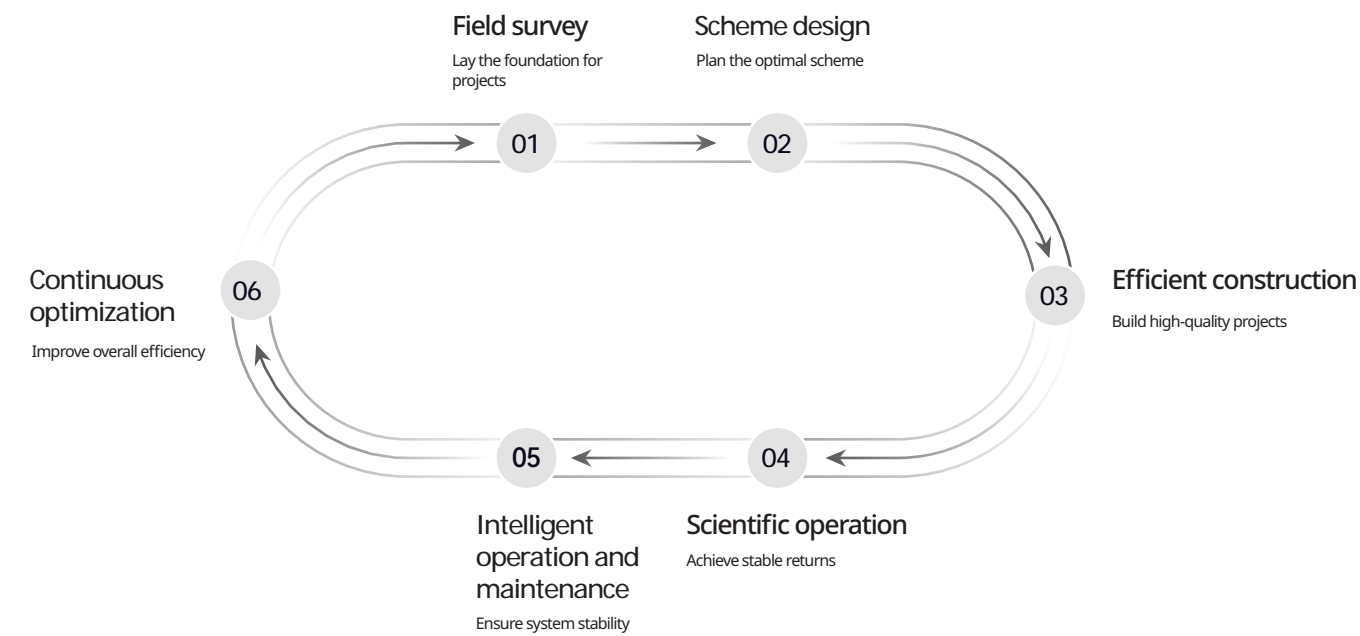 Field survey
Lay the foundation for
projects
01
Scheme design
Plan the optimal scheme
02
Efficient construction
Build high-quality projects
03
04
Scientific operation
Achieve stable returns
05
Intelligent
operation and
maintenance
Ensure system stability
06
Continuous
optimization
Improve overall efficiency